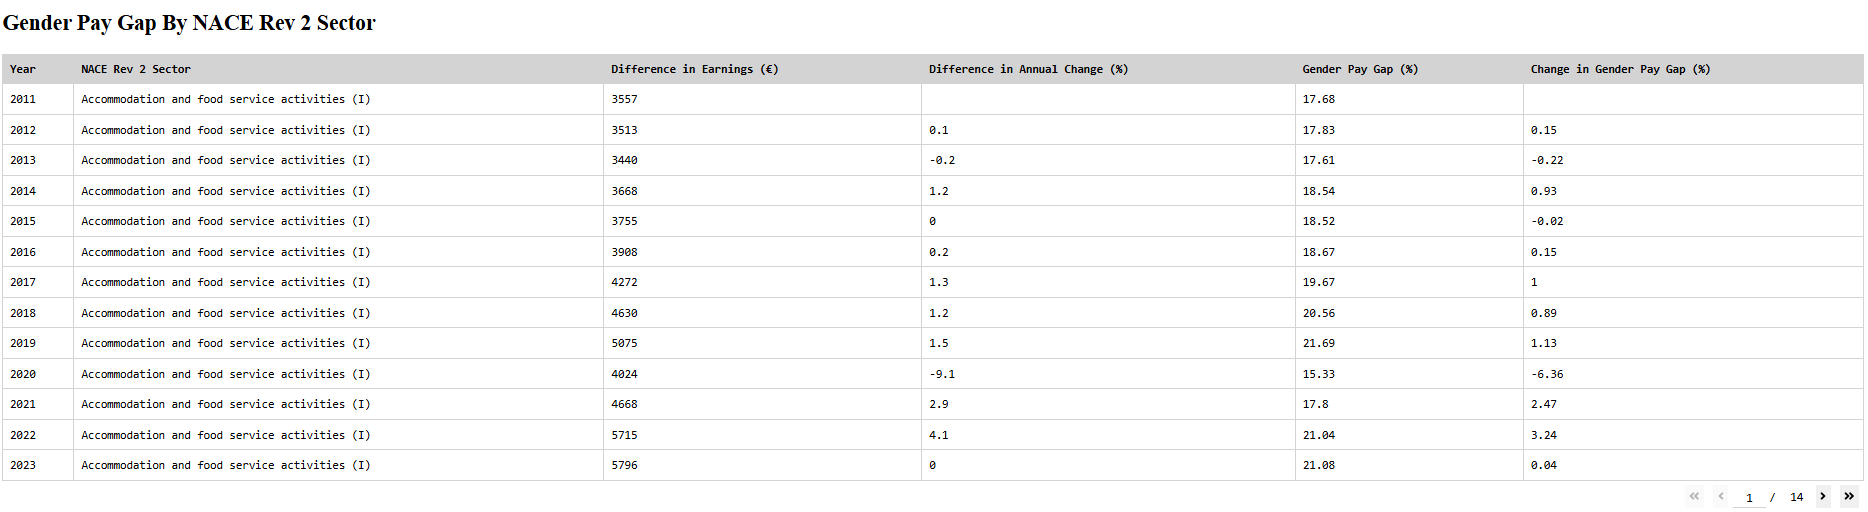 Gender Pay Gap By NACE Rev 2 Sector
Year NACE Rev 2 Sector Difference in Earnings (€) Difference in Annual Change (%) Gender Pay Gap (%) Change in Gender Pay Gap (%)
2011 Accommodation and food service activities (I) 3557 17.68
2012 Accommodation and food service activities (I) 3513 0.1 17.83 0.15
2013 Accommodation and food service activities (I) 3440 -0.2 17.61 -0.22
2014 Accommodation and food service activities (I) 3668 1.2 18.54 0.93
2015 Accommodation and food service activities (I) 3755 0 18.52 -0.02
2016 Accommodation and food service activities (I) 3908 0.2 18.67 0.15
2017 Accommodation and food service activities (I) 4272 1.3 19.67 1
2018 Accommodation and food service activities (I) 4630 1.2 20.56 0.89
2019 Accommodation and food service activities (I) 5075 1.5 21.69 1.13
2020 Accommodation and food service activities (I) 4024 -9.1 15.33 -6.36
2021 Accommodation and food service activities (I) 4668 2.9 17.8 2.47
2022 Accommodation and food service activities (I) 5715 4.1 21.04 3.24
2023 Accommodation and food service activities (I) 5796 0 21.08 0.04
1 / 14